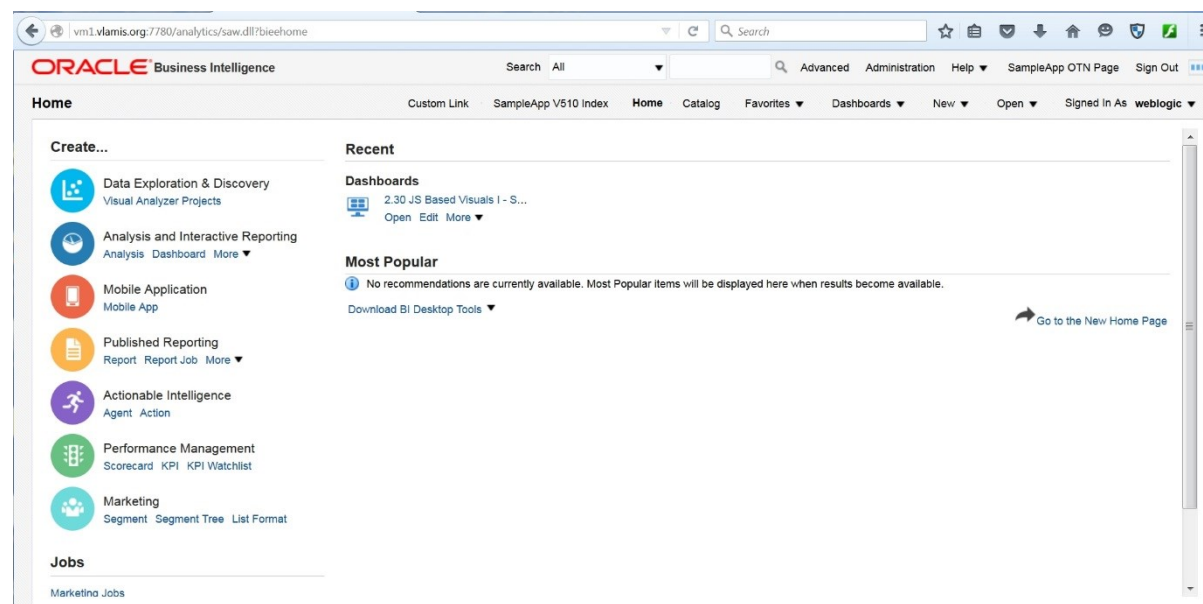 vm1.vlamis.org:7780/analytics/saw.dll?bieehome Search
ORACLE Business Intelligence Search All Advanced Administration Help SampleApp OTN Page Sign Out
Home Custom Link SampleApp V510 Index Home Catalog Favorites Dashboards New Open Signed In As weblogic
Create...
Data Exploration & Discovery
Visual Analyzer Projects
Analysis and Interactive Reporting
Analysis Dashboard More
Mobile Application
Mobile App
Published Reporting
Report Report Job More
Actionable Intelligence
Agent Action
Performance Management
Scorecard KPI KPI Watchlist
Marketing
Segment Segment Tree List Format
Jobs
Marketing Jobs
Recent
Dashboards
2.30 JS Based Visuals I - S...
Open Edit More
Most Popular
No recommendations are currently available. Most Popular items will be displayed here when results become available.
Download BI Desktop Tools
Go to the New Home Page